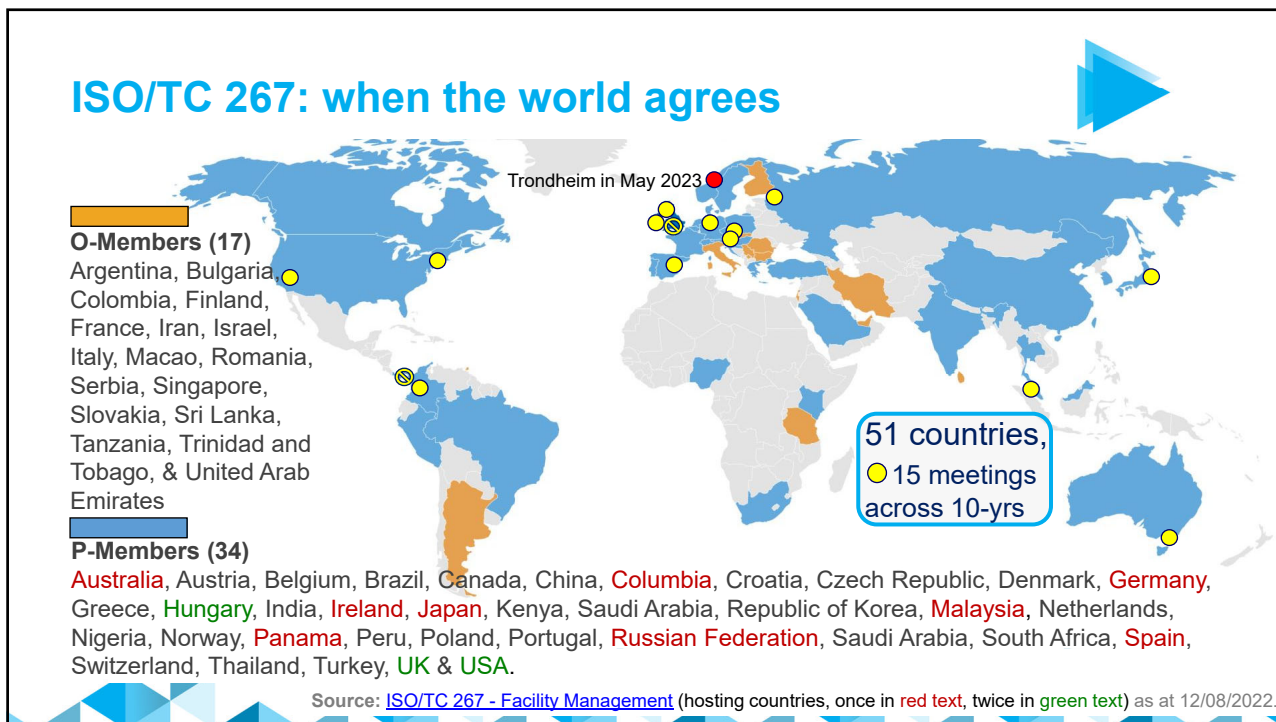 ISO/TC 267: when the world agrees
Trondheim in May 2023
O-Members (17)
Argentina, Bulgaria,
Colombia, Finland,
France, Iran, Israel,
Italy, Macao, Romania,
Serbia, Singapore,
Slovakia, Sri Lanka,
Tanzania, Trinidad and
Tobago, & United Arab
Emirates
51 countries,
15 meetings
across 10-yrs
P-Members (34)
Australia, Austria, Belgium, Brazil, Canada, China, Columbia, Croatia, Czech Republic, Denmark, Germany,
Greece, Hungary, India, Ireland, Japan, Kenya, Saudi Arabia, Republic of Korea, Malaysia, Netherlands,
Nigeria, Norway, Panama, Peru, Poland, Portugal, Russian Federation, Saudi Arabia, South Africa, Spain,
Switzerland, Thailand, Turkey, UK & USA.
Source: ISO/TC 267 - Facility Management (hosting countries, once in red text, twice in green text) as at 12/08/2022.